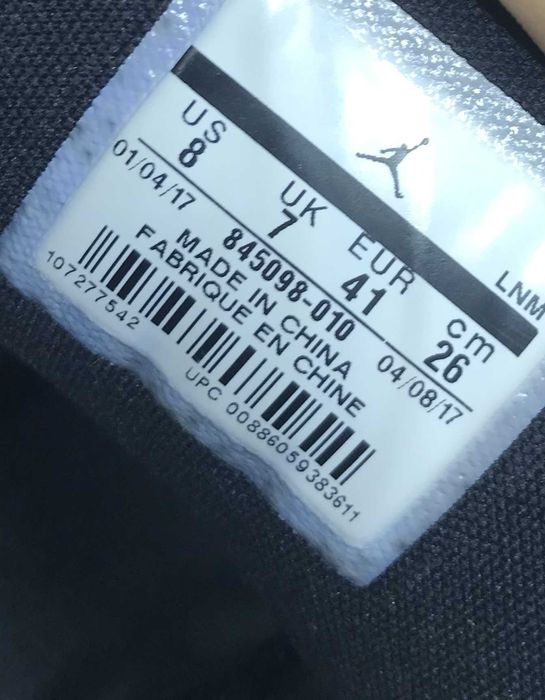 LNM
US UK EUR cm
8 7 41 26
01/04/17 845098-010 04/08/17
MADE IN CHINA
FABRIQUE EN CHINE
107277542
UPC 00886059383611